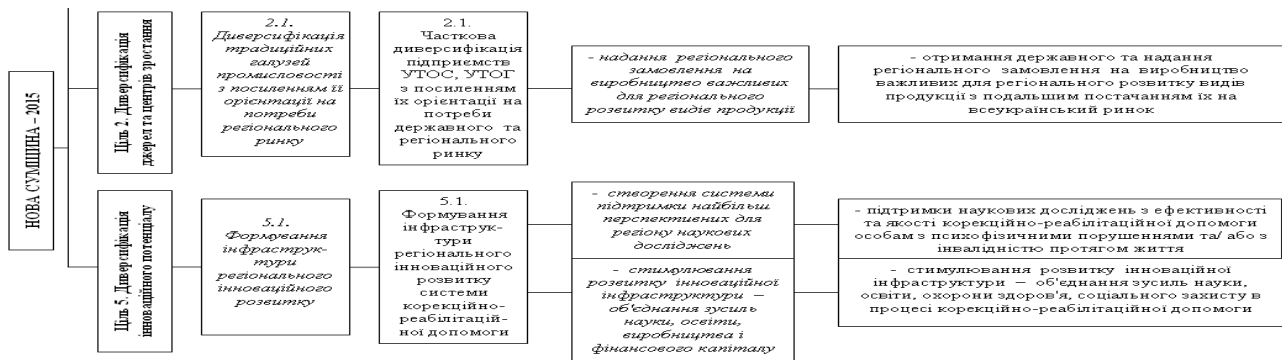 НОВА СУМЩИНА – 2015
Ціль 2. Диверсифікація
джерел та центрів зростання
2.1.
Диверсифікація
традиційних
галузей
промисловості
з посиленням її
орієнтації на
потреби
регіонального
ринку
2.1.
Часткова
диверсифікація
підприємств
УТОС, УТОГ
з посиленням
їх орієнтації на
потреби
державного та
регіонального
ринку
- надання регіонального
замовлення на
виробництво важливих
для регіонального
розвитку видів продукції
- отримання державного та надання
регіонального замовлення на виробництво
важливих для регіонального розвитку видів
продукції з подальшим постачанням їх на
всеукраїнський ринок
Ціль 5. Диверсифікація
інноваційного потенціалу
5.1.
Формування
інфраструк-
тури
регіонального
інноваційного
розвитку
5.1.
Формування
інфраструк-
тури
регіонального
інноваційного
розвитку
системи
корекційно-
реабілітацій-
ної допомоги
- створення системи
підтримки найбільш
перспективних для
регіону наукових
досліджень
- стимулювання
розвитку інноваційної
інфраструктури –
об'єднання зусиль
науки, освіти,
виробництва і
фінансового капіталу
- підтримки наукових досліджень з ефективності
та якості корекційно-реабілітаційної допомоги
особам з психофізичними порушеннями та/ або з
інвалідністю протягом життя
- стимулювання розвитку інноваційної
інфраструктури – об'єднання зусиль науки,
освіти, охорони здоров'я, соціального захисту в
процесі корекційно-реабілітаційної допомоги